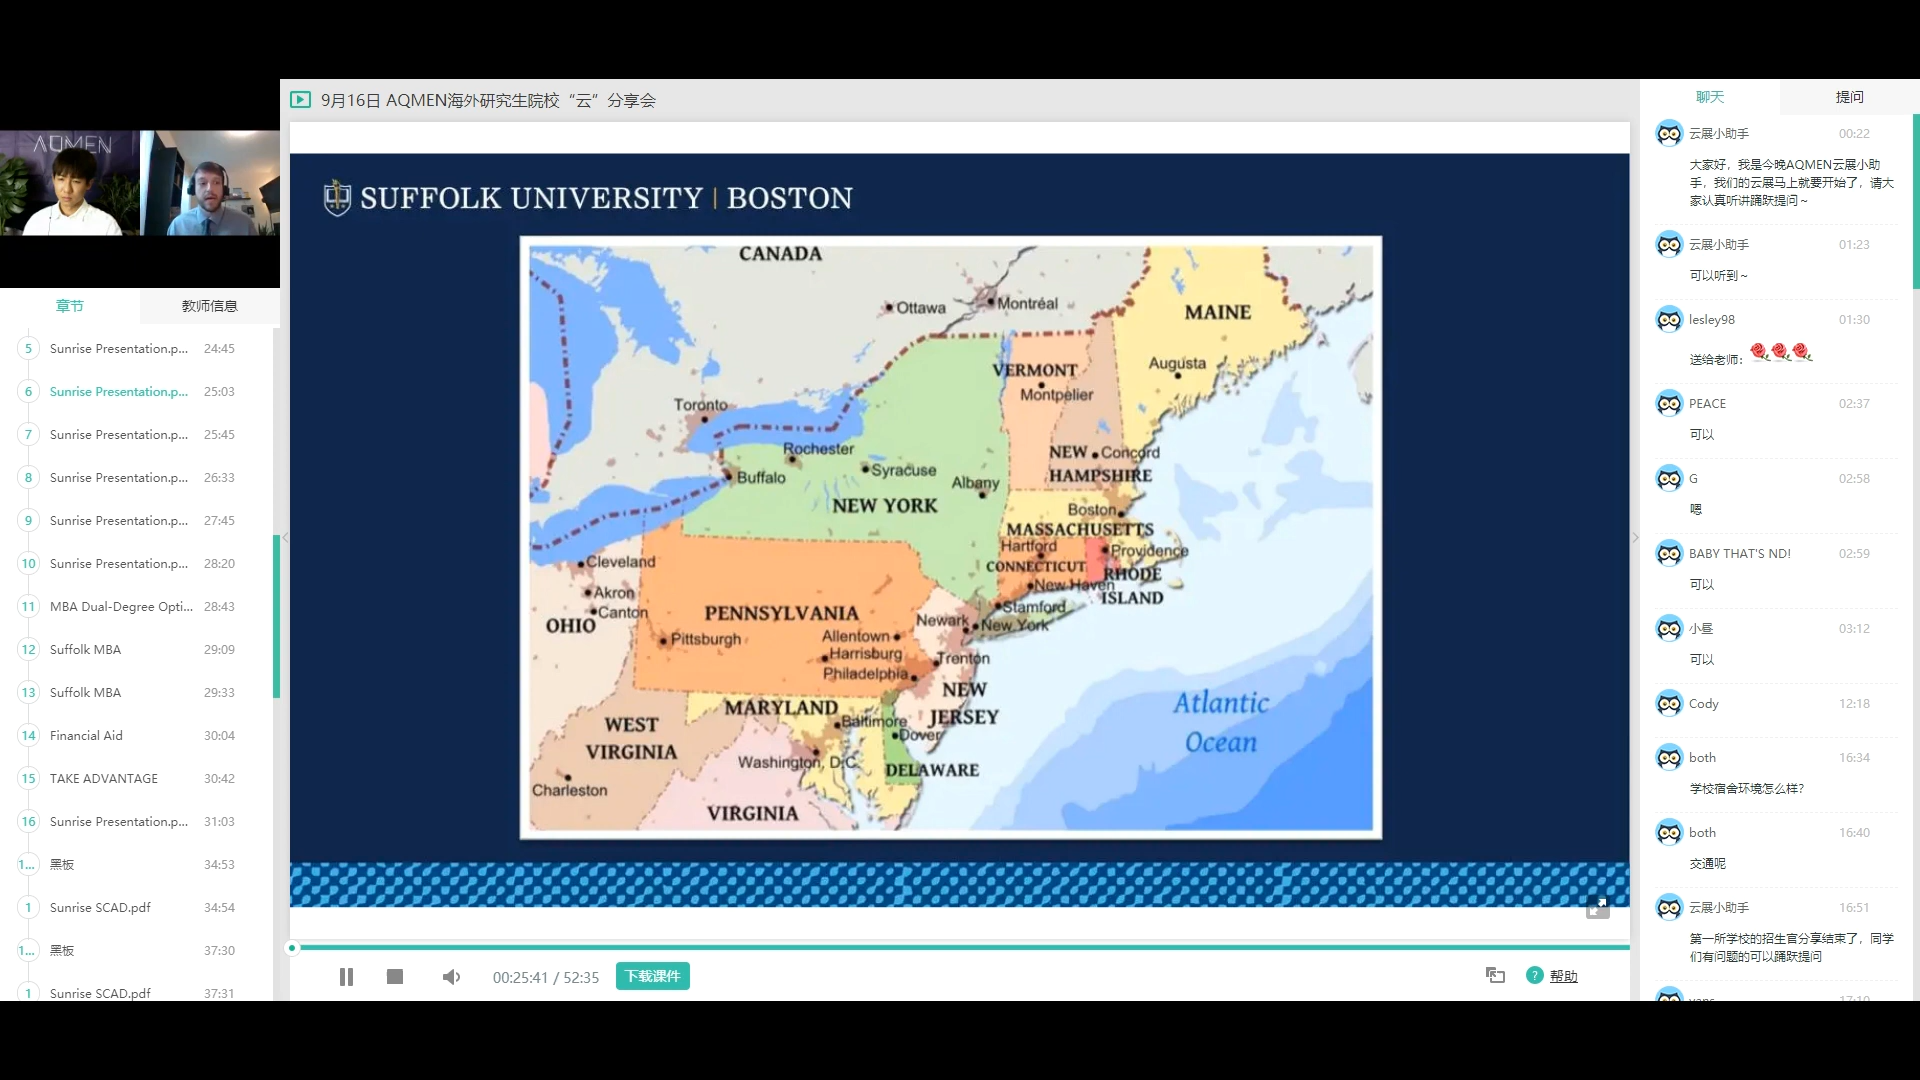 9月16日 AQMEN海外研究生院校“云”分享会
AQMEN
章节
教师信息
5 Sunrise Presentation.p... 24:45
6 Sunrise Presentation.p... 25:03
7 Sunrise Presentation.p... 25:45
8 Sunrise Presentation.p... 26:33
9 Sunrise Presentation.p... 27:45
10 Sunrise Presentation.p... 28:20
11 MBA Dual-Degree Opti... 28:43
12 Suffolk MBA 29:09
13 Suffolk MBA 29:33
14 Financial Aid 30:04
15 TAKE ADVANTAGE 30:42
16 Sunrise Presentation.p... 31:03
1... 黑板 34:53
1 Sunrise SCAD.pdf 34:54
1... 黑板 37:30
1 Sunrise SCAD.pdf 37:31
SUFFOLK UNIVERSITY | BOSTON
CANADA
Ottawa
Montréal
MAINE
Augusta
VERMONT
Montpelier
Toronto
Rochester
Buffalo
Syracuse
Albany
NEW YORK
NEW
HAMPSHIRE
Concord
Boston
MASSACHUSETTS
Hartford
Providence
CONNECTICUT
RHODE
ISLAND
New Haven
Stamford
Cleveland
Akron
Canton
OHIO
PENNSYLVANIA
Pittsburgh
Allentown
Harrisburg
Philadelphia
Newark
New York
Trenton
NEW
JERSEY
MARYLAND
Baltimore
Dover
WEST
VIRGINIA
Washington, D.C.
DELAWARE
Charleston
VIRGINIA
Atlantic
Ocean
00:25:41 / 52:35
下载课件
? 帮助
聊天
提问
云展小助手 00:22
大家好，我是今晚AQMEN云展小助
手，我们的云展马上就要开始了，请大
家认真听讲踊跃提问～
云展小助手 01:23
可以听到～
lesley98 01:30
送给老师:
PEACE 02:37
可以
G 02:58
嗯
BABY THAT'S ND! 02:59
可以
小昼 03:12
可以
Cody 12:18
both 16:34
学校宿舍环境怎么样?
both 16:40
交通呢
云展小助手 16:51
第一所学校的招生官分享结束了，同学
们有问题的可以踊跃提问